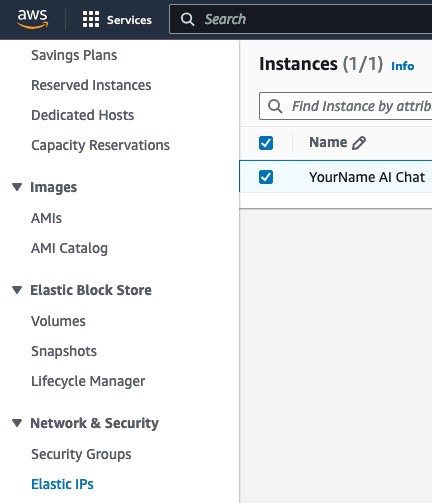 aws
Services
Search
Savings Plans
Reserved Instances
Dedicated Hosts
Capacity Reservations
Images
AMIs
AMI Catalog
Elastic Block Store
Volumes
Snapshots
Lifecycle Manager
Network & Security
Security Groups
Elastic IPs
Instances (1/1) Info
Find Instance by attrib
Name
YourName AI Chat